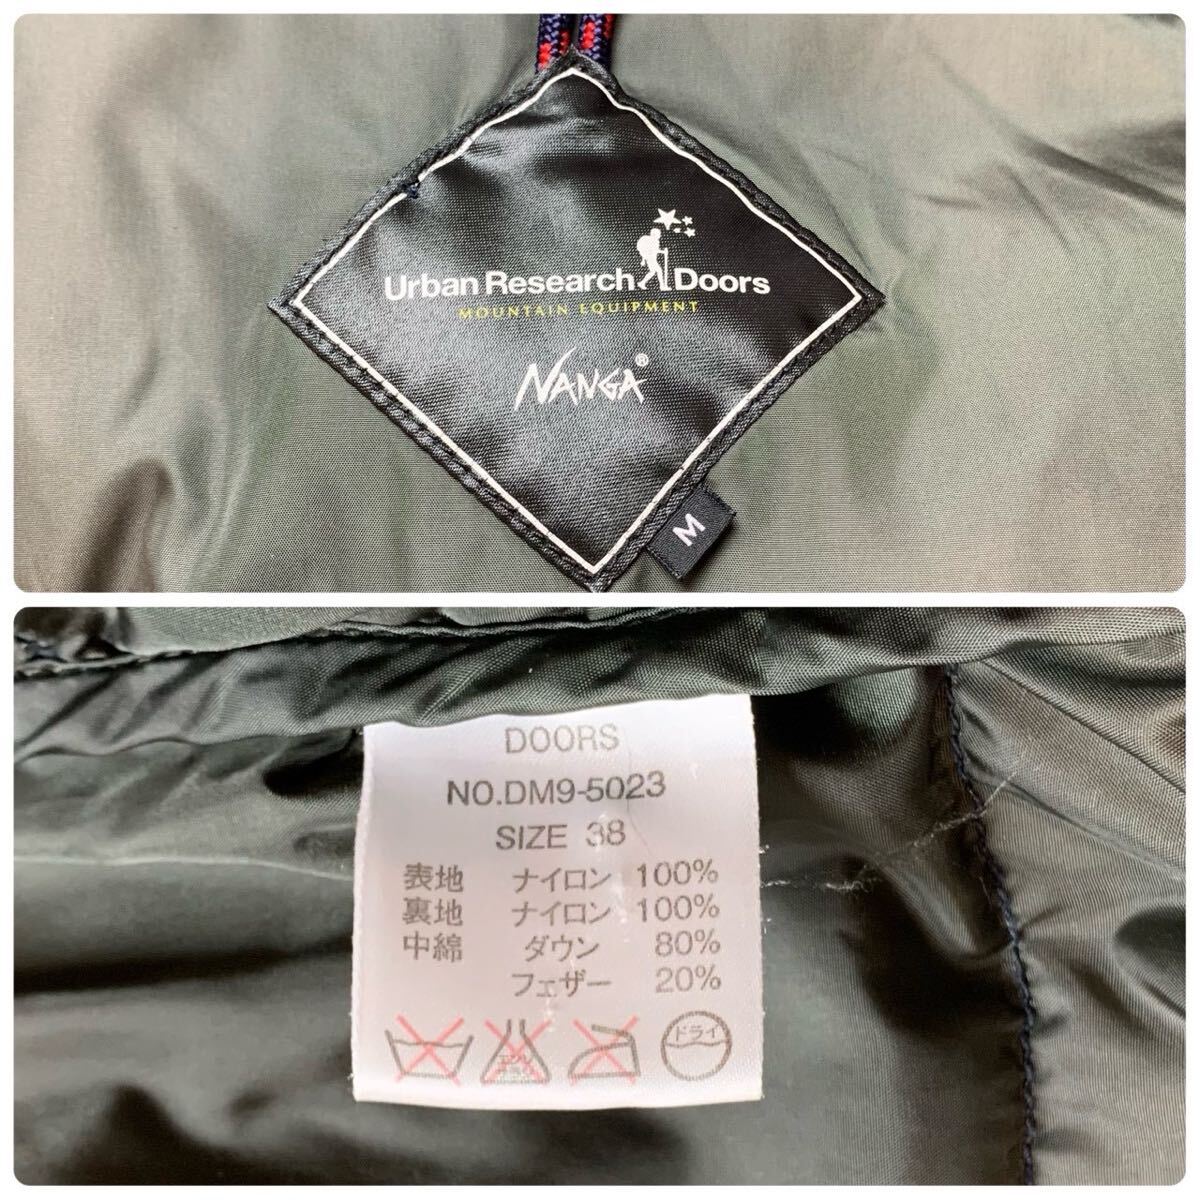 Urban Research Doors
MOUNTAIN EQUIPMENT
NANGA®
M
DOORS
NO.DM9-5023
SIZE 38
表地 ナイロン 100%
裏地 ナイロン 100%
中綿 ダウン 80%
フェザー 20%
ドライ